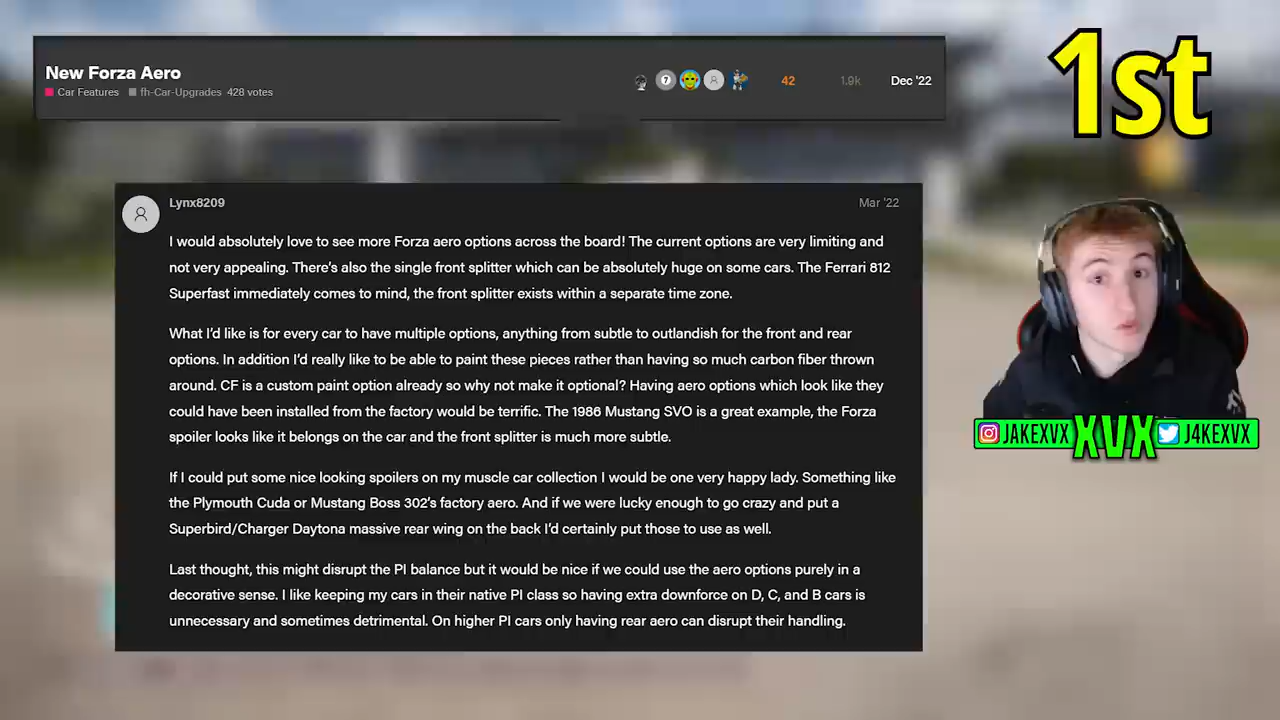 New Forza Aero
Car Features fh-Car-Upgrades 428 votes
42 1.9k Dec '22
1st
Lynx8209 Mar '22
I would absolutely love to see more Forza aero options across the board! The current options are very limiting and
not very appealing. There's also the single front splitter which can be absolutely huge on some cars. The Ferrari 812
Superfast immediately comes to mind, the front splitter exists within a separate time zone.
What I'd like is for every car to have multiple options, anything from subtle to outlandish for the front and rear
options. In addition I'd really like to be able to paint these pieces rather than having so much carbon fiber thrown
around. CF is a custom paint option already so why not make it optional? Having aero options which look like they
could have been installed from the factory would be terrific. The 1986 Mustang SVO is a great example, the Forza
spoiler looks like it belongs on the car and the front splitter is much more subtle.
If I could put some nice looking spoilers on my muscle car collection I would be one very happy lady. Something like
the Plymouth Cuda or Mustang Boss 302's factory aero. And if we were lucky enough to go crazy and put a
Superbird/Charger Daytona massive rear wing on the back I'd certainly put those to use as well.
Last thought, this might disrupt the PI balance but it would be nice if we could use the aero options purely in a
decorative sense. I like keeping my cars in their native PI class so having extra downforce on D, C, and B cars is
unnecessary and sometimes detrimental. On higher PI cars only having rear aero can disrupt their handling.
JAKEXVX XVX J4KEXVX